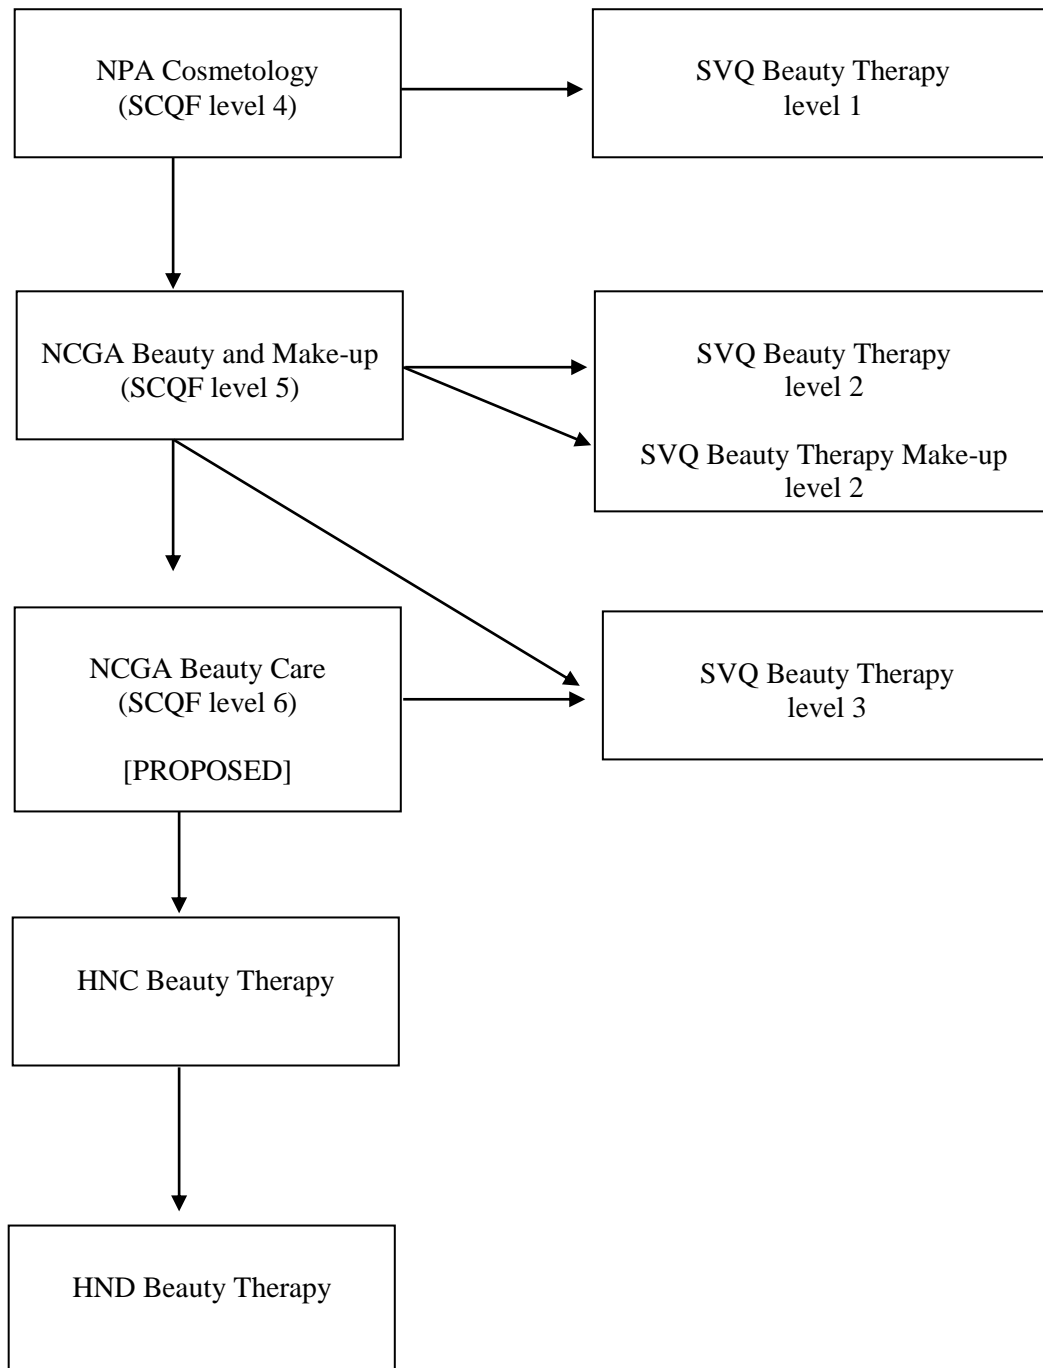 NPA Cosmetology
(SCQF level 4)
SVQ Beauty Therapy
level 1
NCGA Beauty and Make-up
(SCQF level 5)
SVQ Beauty Therapy
level 2
SVQ Beauty Therapy Make-up
level 2
NCGA Beauty Care
(SCQF level 6)
[PROPOSED]
SVQ Beauty Therapy
level 3
HNC Beauty Therapy
HND Beauty Therapy